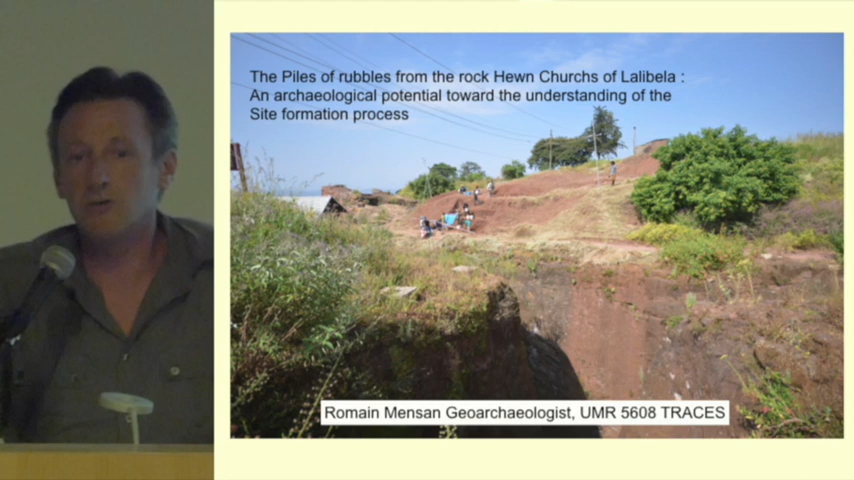 The Piles of rubbles from the rock Hewn Churchs of Lalibela :
An archaeological potential toward the understanding of the
Site formation process
Romain Mensan Geoarchaeologist, UMR 5608 TRACES